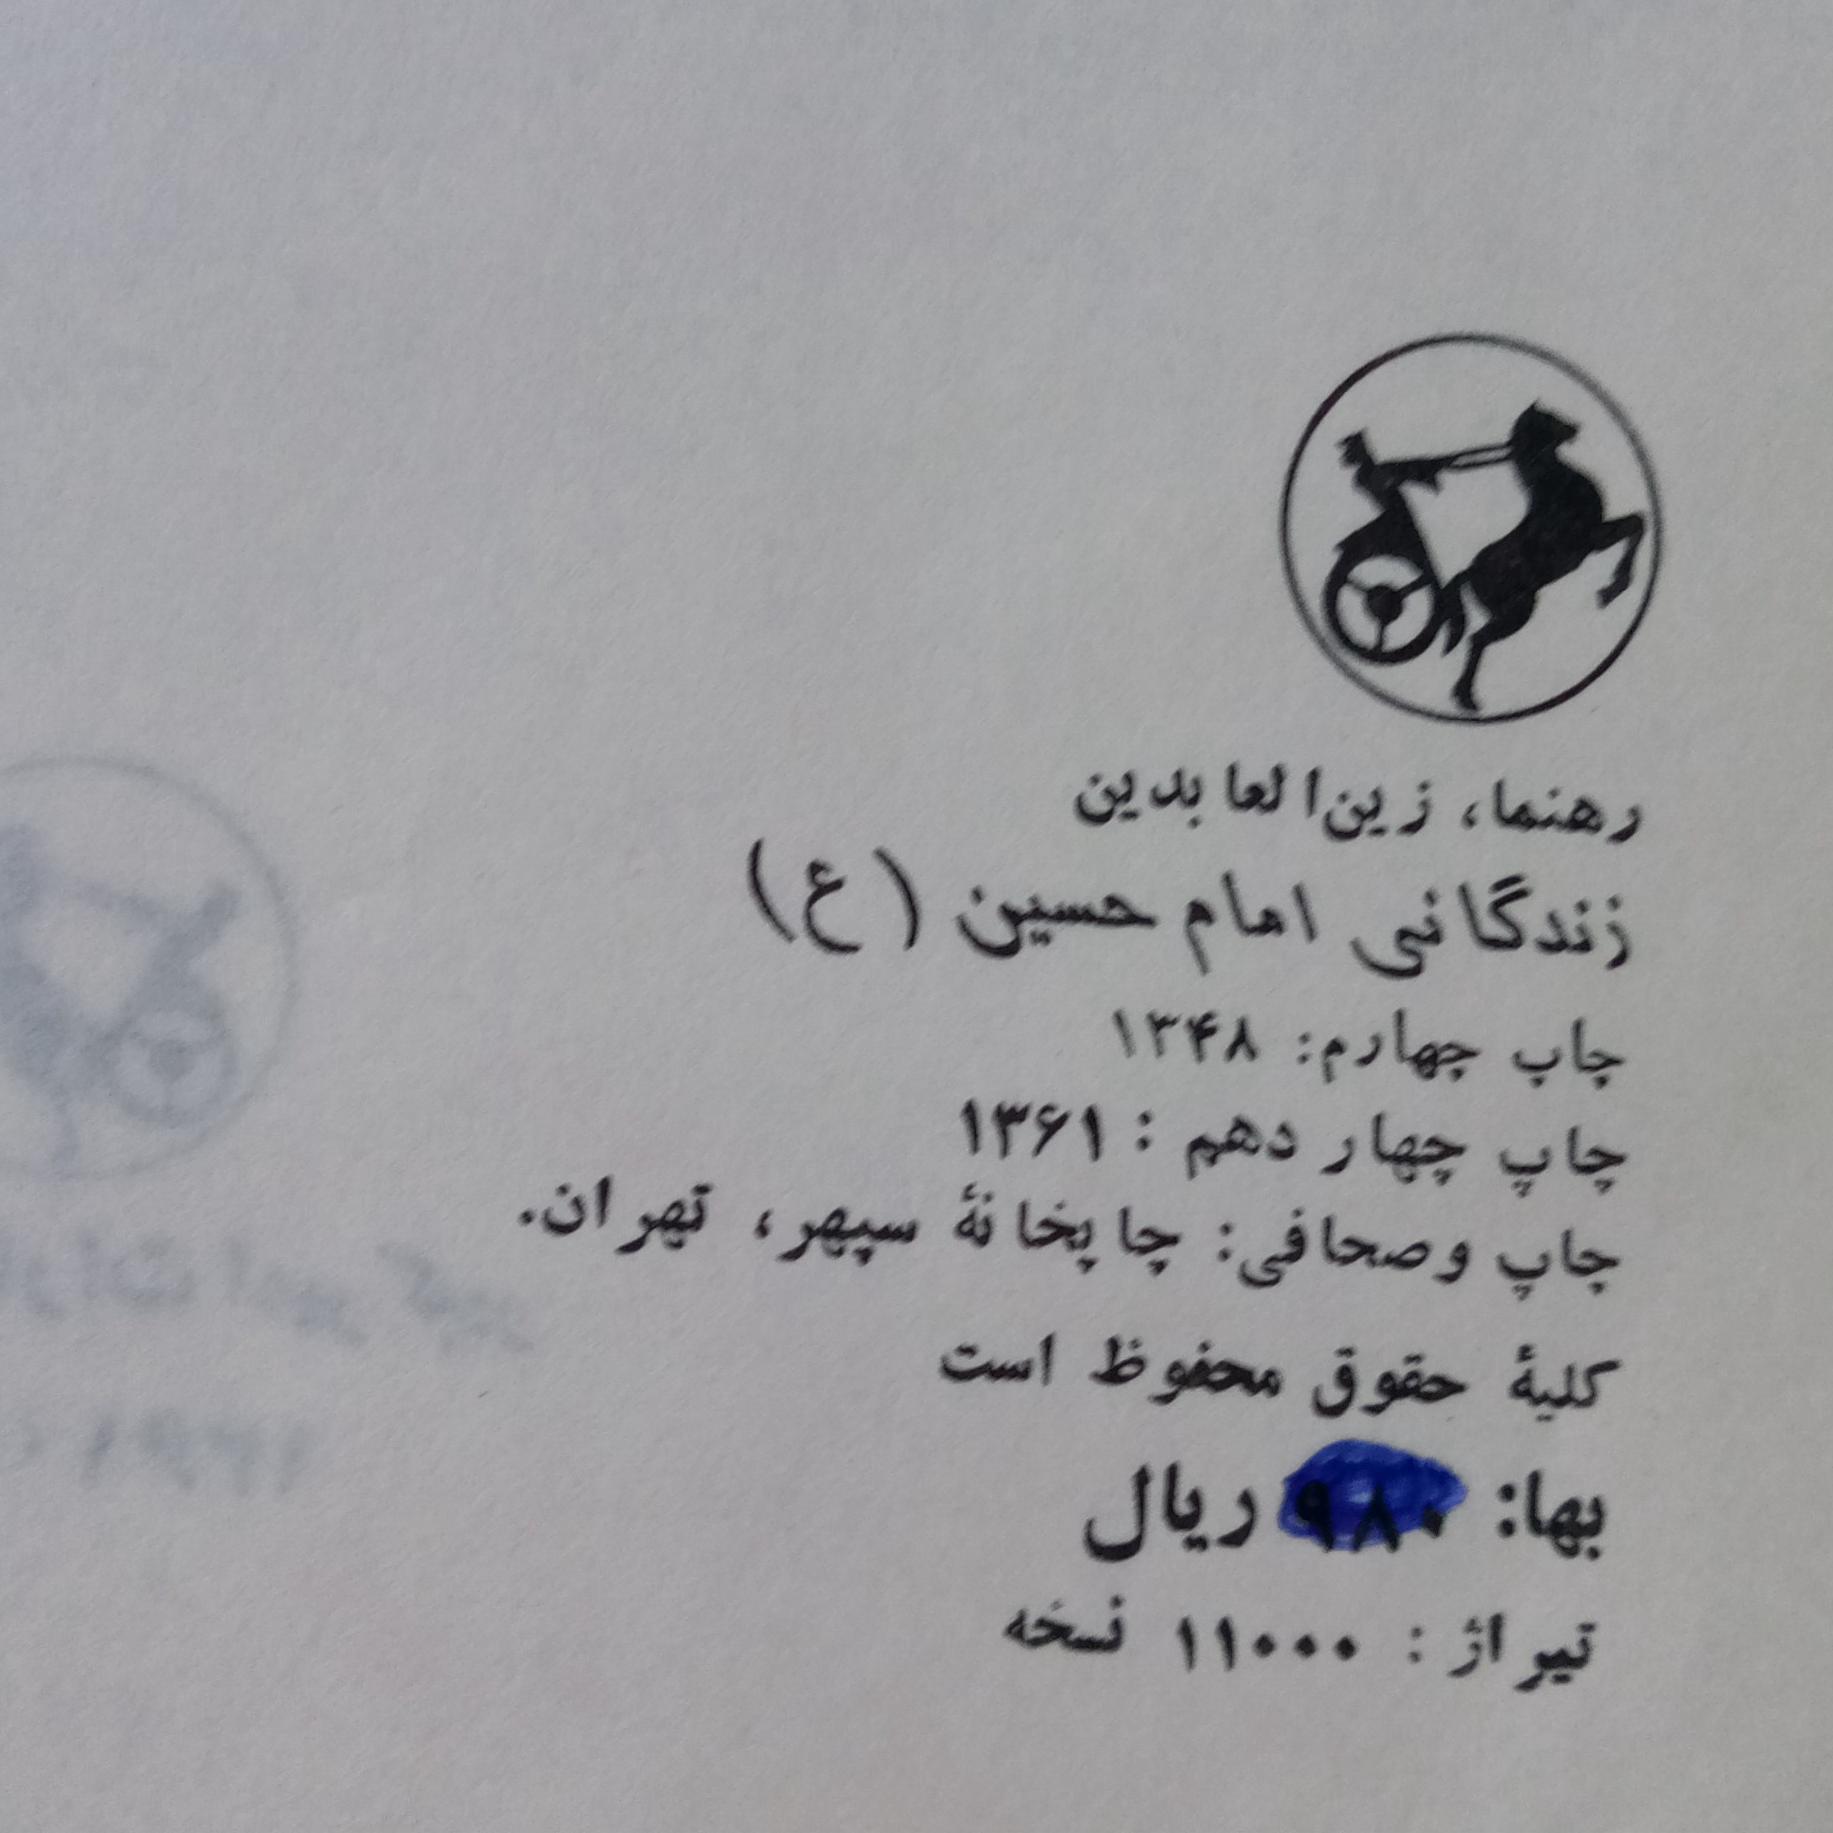 رهنما، زین‌العابدین
زندگانی امام حسین (ع)
چاپ چهارم: ۱۳۴۸
چاپ چهاردهم: ۱۳۶۱
چاپ وصحافی: چاپخانهٔ سپهر، تهران.
کلیهٔ حقوق محفوظ است
بها: ۹۸۰ ریال
تیراژ: ۱۱۰۰۰ نسخه